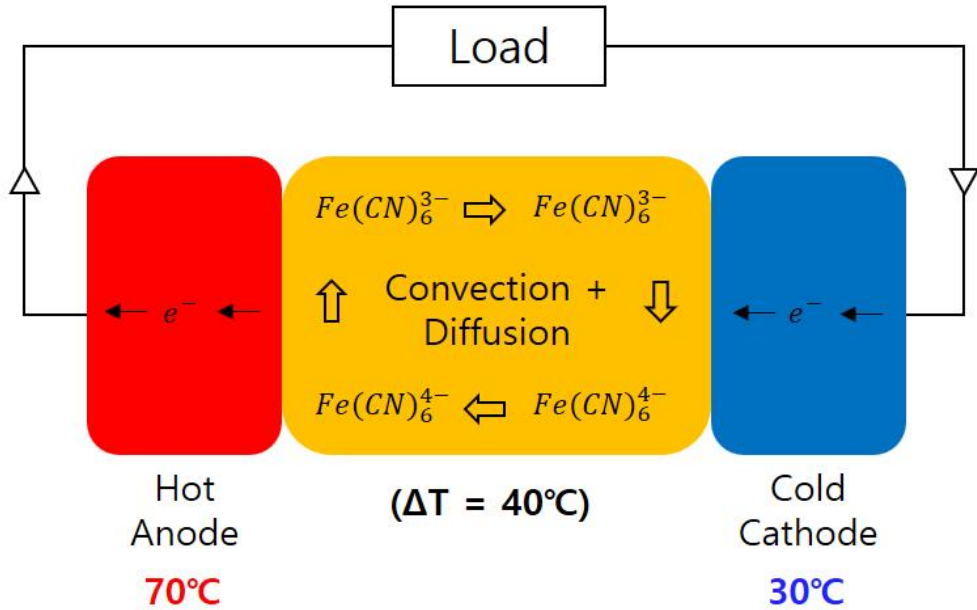 Load
Fe(CN)₆³⁻ Fe(CN)₆³⁻
Convection +
Diffusion
e⁻ e⁻
Fe(CN)₆⁴⁻ Fe(CN)₆⁴⁻
Hot
Anode
70℃
(ΔT = 40℃)
Cold
Cathode
30℃